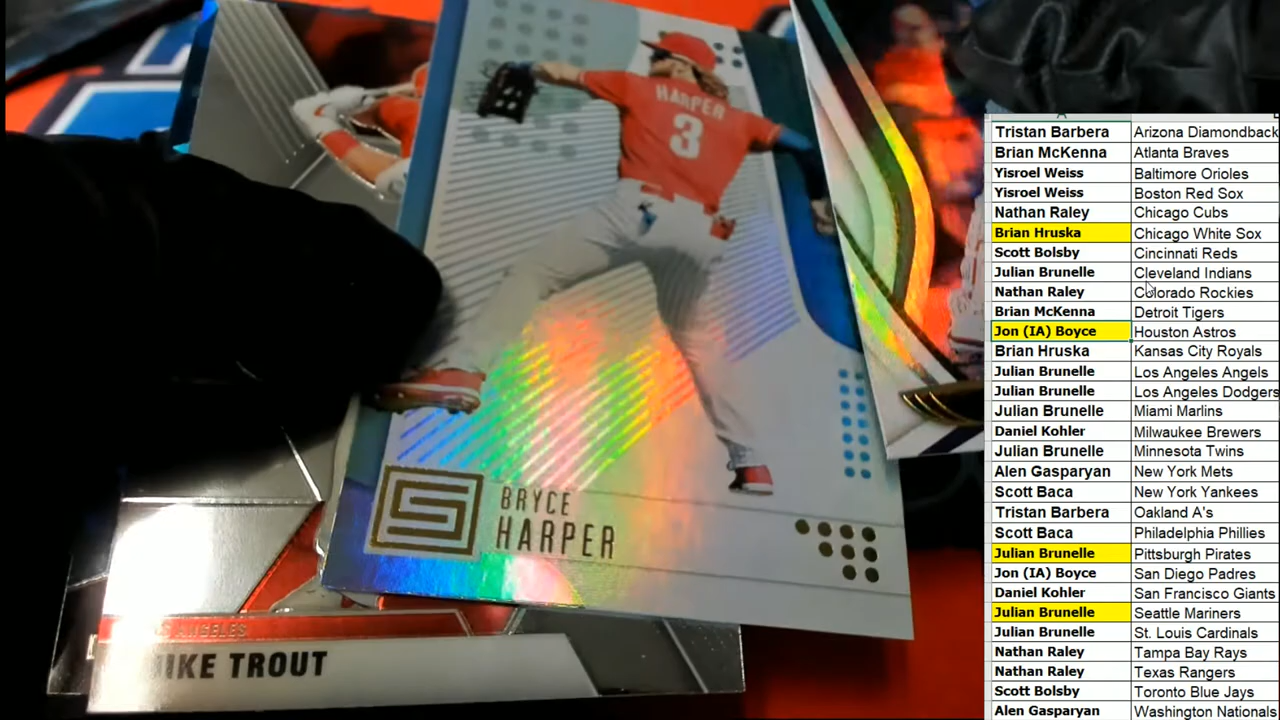 HARPER
3
BRYCE
HARPER
ANGELES
IKE TROUT
Tristan Barbera Arizona Diamondback
Brian McKenna Atlanta Braves
Yisroel Weiss Baltimore Orioles
Yisroel Weiss Boston Red Sox
Nathan Raley Chicago Cubs
Brian Hruska Chicago White Sox
Scott Bolsby Cincinnati Reds
Julian Brunelle Cleveland Indians
Nathan Raley Colorado Rockies
Brian McKenna Detroit Tigers
Jon (IA) Boyce Houston Astros
Brian Hruska Kansas City Royals
Julian Brunelle Los Angeles Angels
Julian Brunelle Los Angeles Dodgers
Julian Brunelle Miami Marlins
Daniel Kohler Milwaukee Brewers
Julian Brunelle Minnesota Twins
Alen Gasparyan New York Mets
Scott Baca New York Yankees
Tristan Barbera Oakland A's
Scott Baca Philadelphia Phillies
Julian Brunelle Pittsburgh Pirates
Jon (IA) Boyce San Diego Padres
Daniel Kohler San Francisco Giants
Julian Brunelle Seattle Mariners
Julian Brunelle St. Louis Cardinals
Nathan Raley Tampa Bay Rays
Nathan Raley Texas Rangers
Scott Bolsby Toronto Blue Jays
Alen Gasparyan Washington Nationals